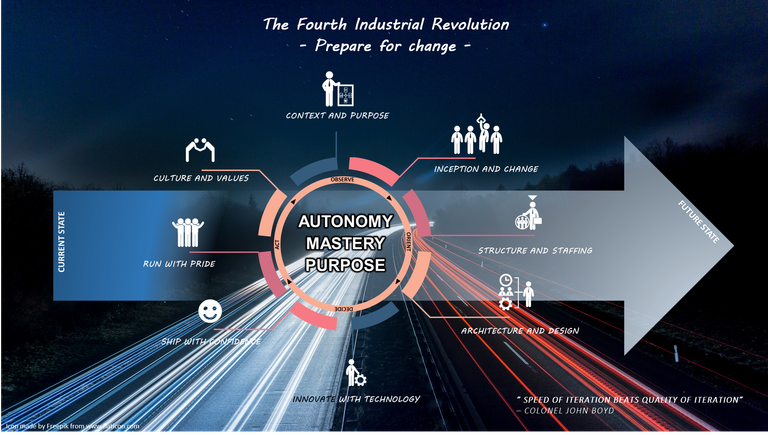 The Fourth Industrial Revolution
- Prepare for change -
CONTEXT AND PURPOSE
INCEPTION AND CHANGE
CULTURE AND VALUES
OBSERVE
CURRENT STATE
AUTONOMY
MASTERY
PURPOSE
ACT
ORIENT
FUTURE STATE
RUN WITH PRIDE
STRUCTURE AND STAFFING
DECIDE
SHIP WITH CONFIDENCE
ARCHITECTURE AND DESIGN
INNOVATE WITH TECHNOLOGY
" SPEED OF ITERATION BEATS QUALITY OF ITERATION"
– COLONEL JOHN BOYD
Icon made by Freepik from www.flaticon.com